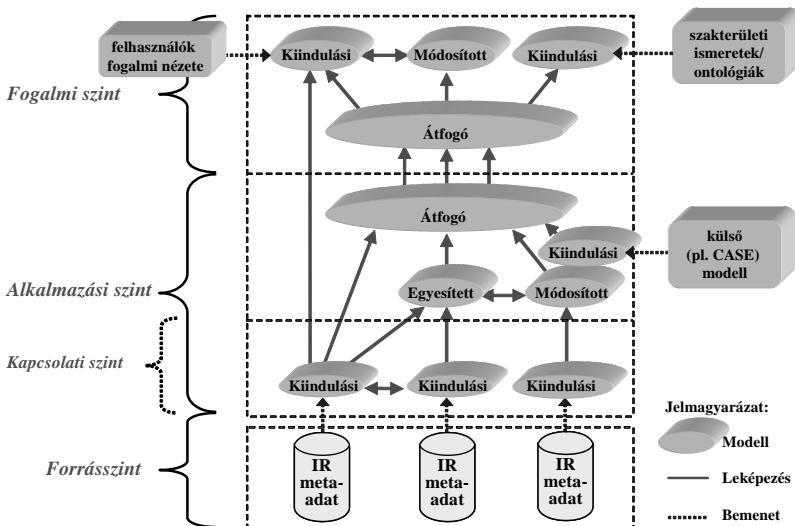 felhasználók
fogalmi nézete
Kiindulási
Módosított
Kiindulási
szakterületi
ismeretek/
ontológiák
Fogalmi szint
Átfogó
Átfogó
Kiindulási
külső
(pl. CASE)
modell
Alkalmazási szint
Egyesített
Módosított
Kapcsolati szint
Kiindulási
Kiindulási
Kiindulási
Jelmagyarázat:
Modell
Forrásszint
IR
meta-
adat
IR
meta-
adat
IR
meta-
adat
Leképezés
Bemenet